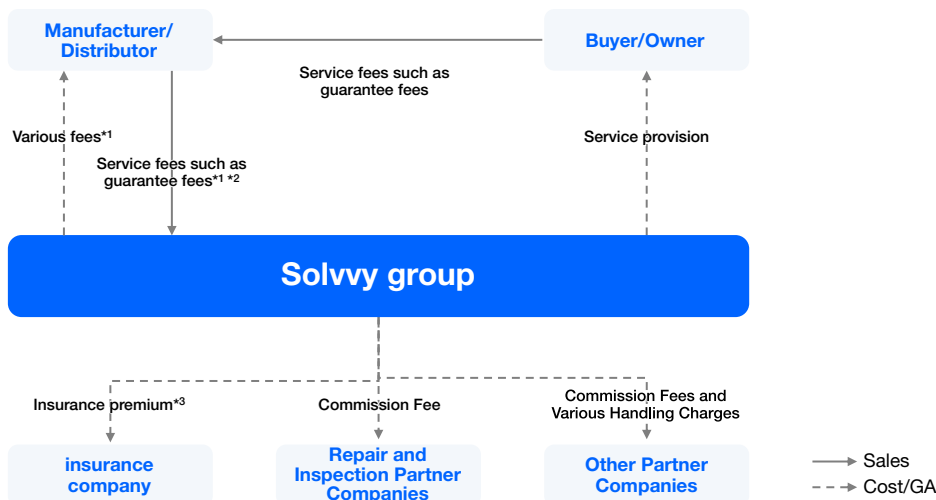 Manufacturer/
Distributor
Buyer/Owner
Service fees such as
guarantee fees
Various fees*1
Service provision
Service fees such as
guarantee fees*1 *2
Solvvy group
Insurance premium*3
Commission Fee
Commission Fees and
Various Handling Charges
insurance
company
Repair and
Inspection Partner
Companies
Other Partner
Companies
Sales
Cost/GA